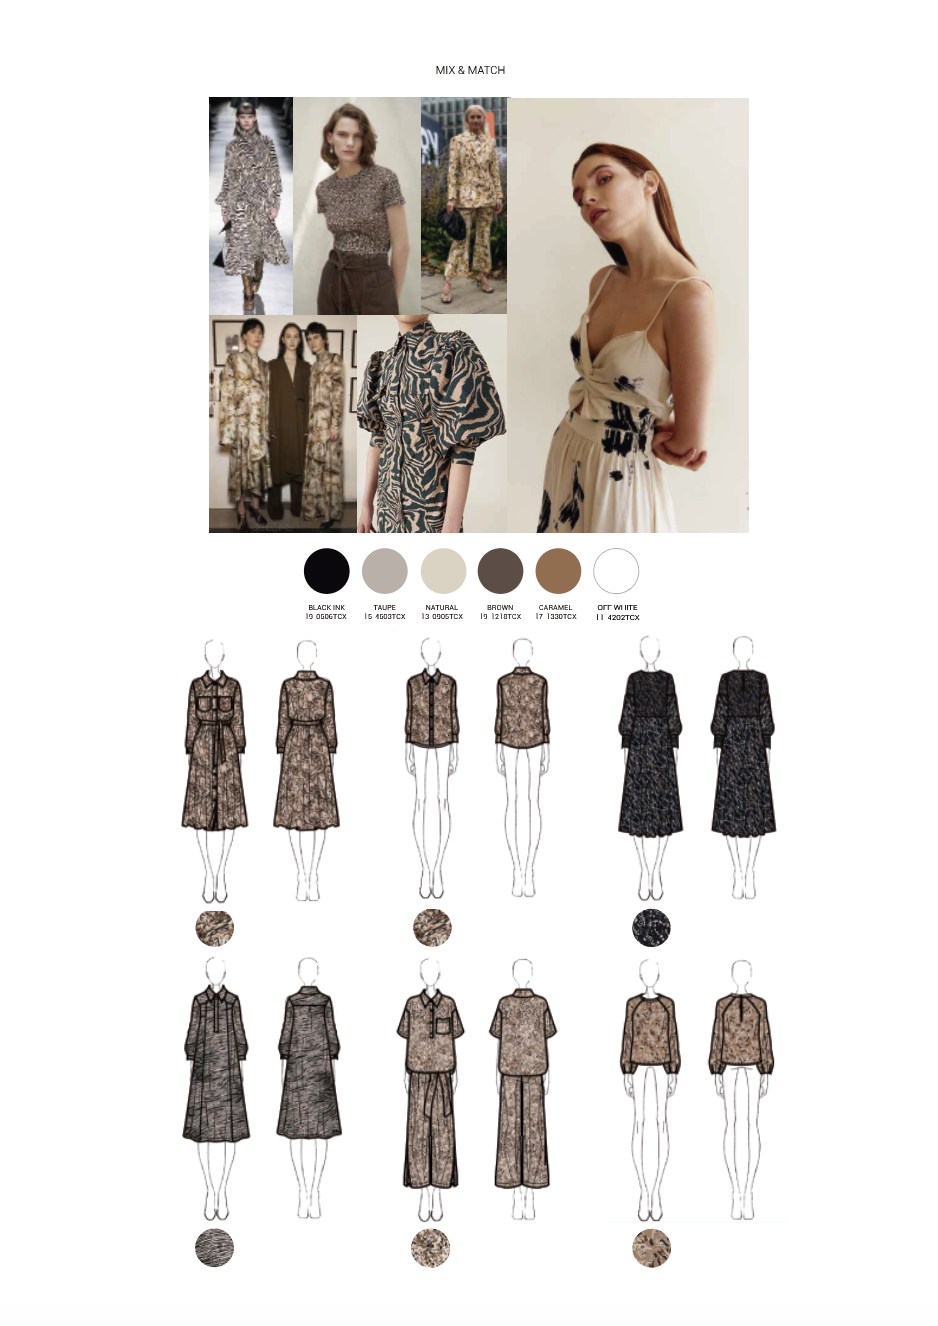 MIX & MATCH
BLACK INK
19 0506TCX
TAUPE
15 4503TCX
NATURAL
13 0905TCX
BROWN
19 1218TCX
CARAMEL
17 1330TCX
OFF WHITE
11 4202TCX